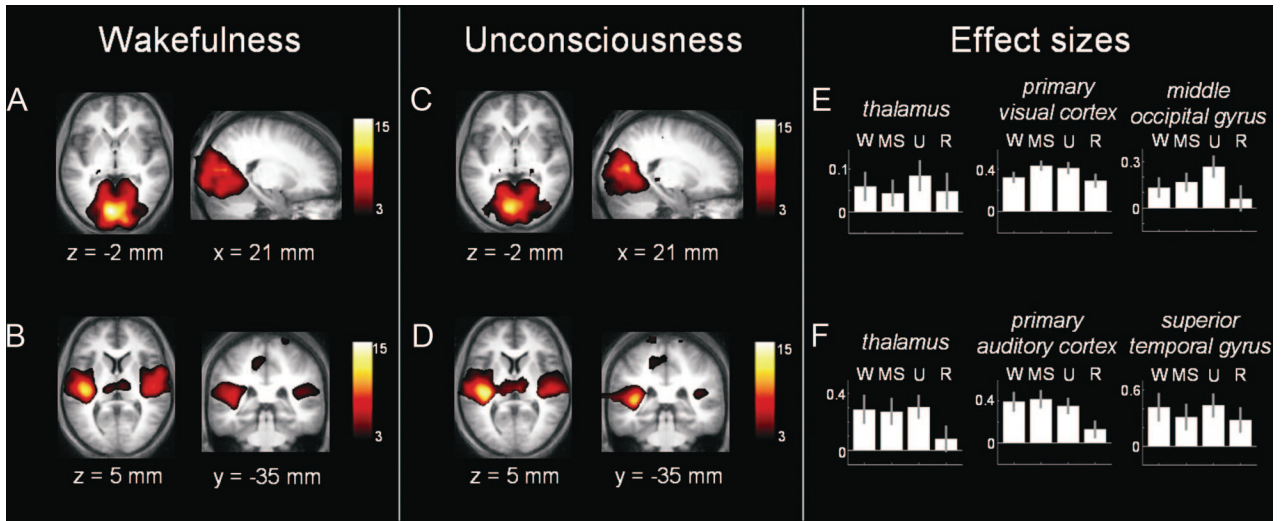 Wakefulness
Unconsciousness
Effect sizes
A
15
3
z = -2 mm
x = 21 mm
B
15
3
z = 5 mm
y = -35 mm
C
15
3
z = -2 mm
x = 21 mm
D
15
3
z = 5 mm
y = -35 mm
E
thalamus
W MS U R
0.1
0
primary
visual cortex
W MS U R
0.4
0
middle
occipital gyrus
W MS U R
0.3
0
F
thalamus
W MS U R
0.4
0
primary
auditory cortex
W MS U R
0.4
0
superior
temporal gyrus
W MS U R
0.6
0